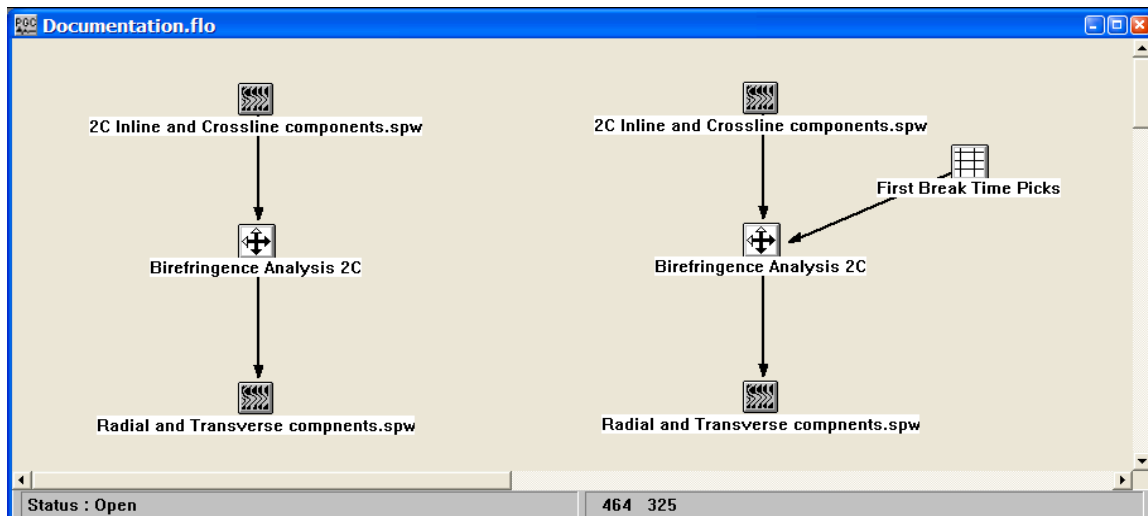 Documentation.flo
2C Inline and Crossline components.spw
2C Inline and Crossline components.spw
First Break Time Picks
Birefringence Analysis 2C
Birefringence Analysis 2C
Radial and Transverse compnents.spw
Radial and Transverse compnents.spw
Status : Open
464 325